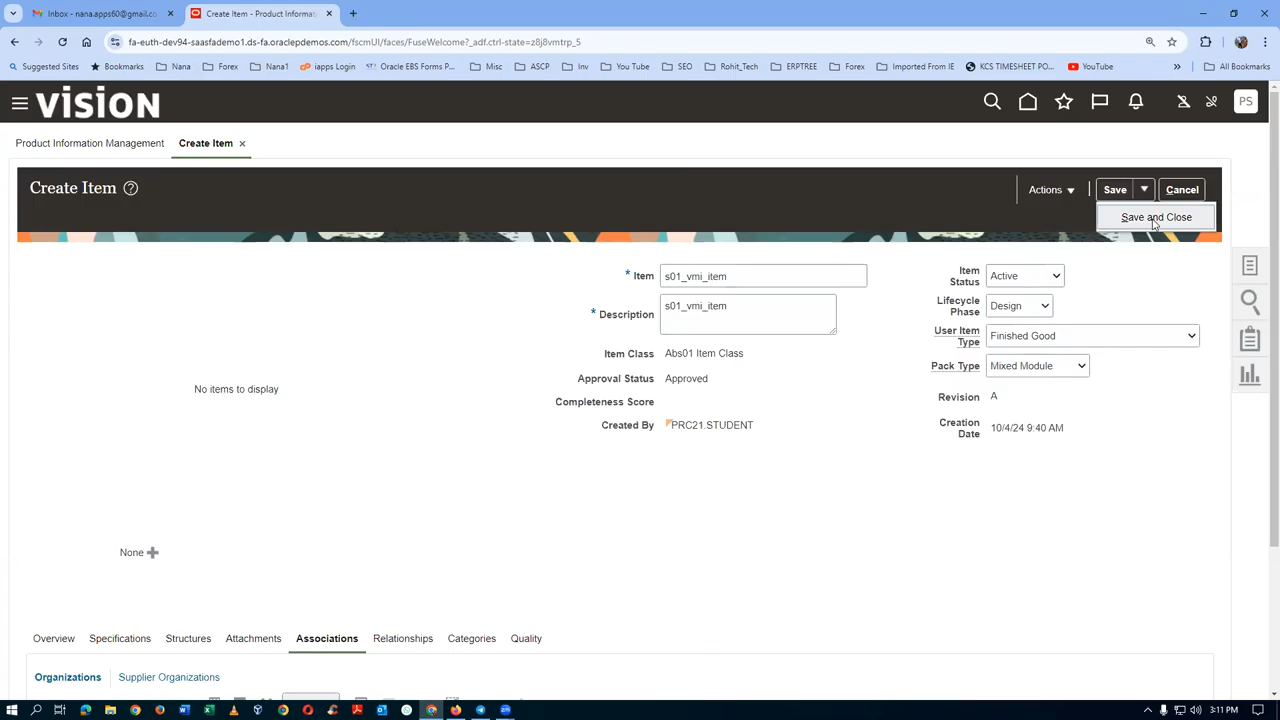 Inbox - nana.apps60@gmail.co
Create Item - Product Informat
fa-euth-dev94-saasfademo1.ds-fa.oraclepdemos.com/fscmUI/faces/FuseWelcome?_adf.ctrl-state=z8j8vmtrp_5
Suggested Sites
Bookmarks
Nana
Forex
Nana1
iapps Login
Oracle EBS Forms P...
Misc
ASCP
Inv
You Tube
SEO
Rohit_Tech
ERPTREE
Forex
Imported From IE
KCS TIMESHEET PO...
YouTube
»
All Bookmarks
VISION
PS
Product Information Management
Create Item
Create Item
Actions
Save
Cancel
Save and Close
* Item
s01_vmi_item
* Description
s01_vmi_item
Item Class
Abs01 Item Class
Approval Status
Approved
Completeness Score
Created By
PRC21.STUDENT
Item
Status
Active
Lifecycle
Phase
Design
User Item
Type
Finished Good
Pack Type
Mixed Module
Revision
A
Creation
Date
10/4/24 9:40 AM
No items to display
None
Overview
Specifications
Structures
Attachments
Associations
Relationships
Categories
Quality
Organizations
Supplier Organizations
3:11 PM